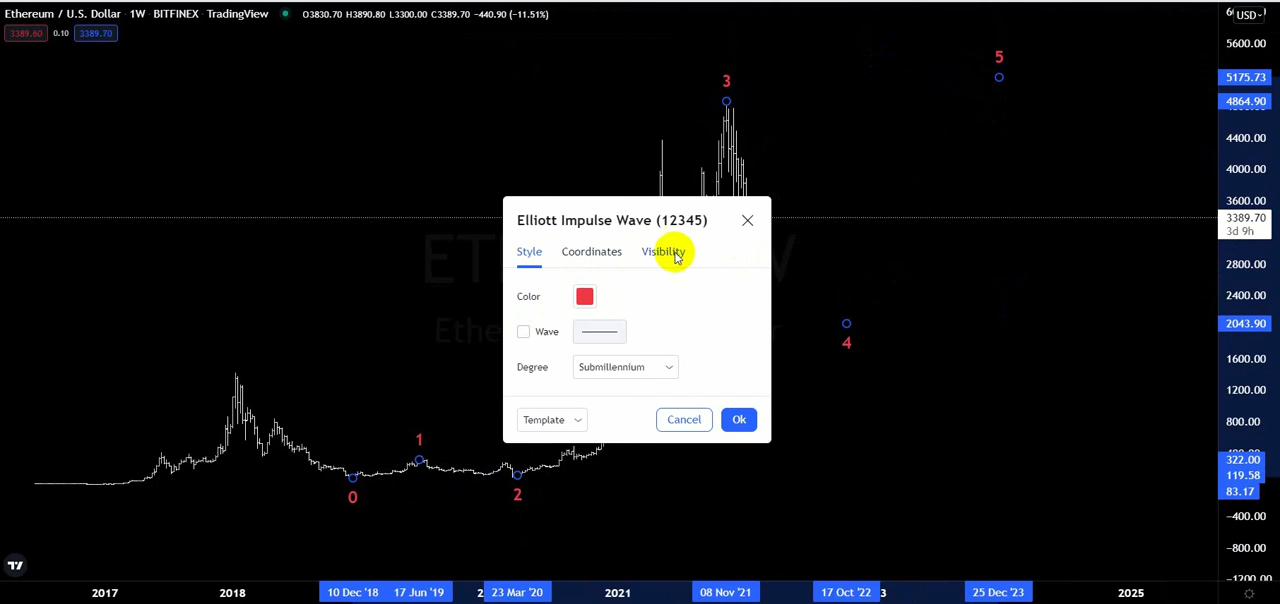 Ethereum / U.S. Dollar · 1W · BITFINEX · TradingView O3830.70 H3890.80 L3300.00 C3389.70 −440.90 (−11.51%)
USD
3389.60 0.10 3389.70
5600.00
5
5175.73
3
4864.90
4400.00
4000.00
3600.00
Elliott Impulse Wave (12345)
3389.70
3d 9h
Style Coordinates Visibility
2800.00
Color
2400.00
2043.90
Wave
4
1600.00
Degree Submillennium
1200.00
Template Cancel Ok
800.00
1
322.00
119.58
83.17
0 2
−400.00
−800.00
−1200.00
2017 2018 10 Dec '18 17 Jun '19 23 Mar '20 2021 08 Nov '21 17 Oct '22 25 Dec '23 2025